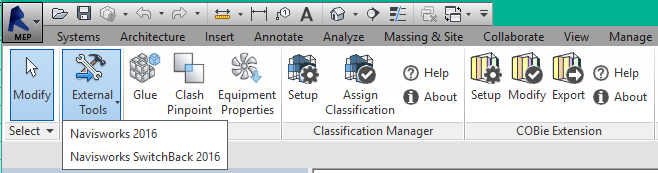 MEP
Systems Architecture Insert Annotate Analyze Massing & Site Collaborate View Manage
Modify External Tools Glue Clash Pinpoint Equipment Properties Setup Assign Classification Help About Setup Modify Export Help About
Select Classification Manager COBie Extension
Navisworks 2016
Navisworks SwitchBack 2016